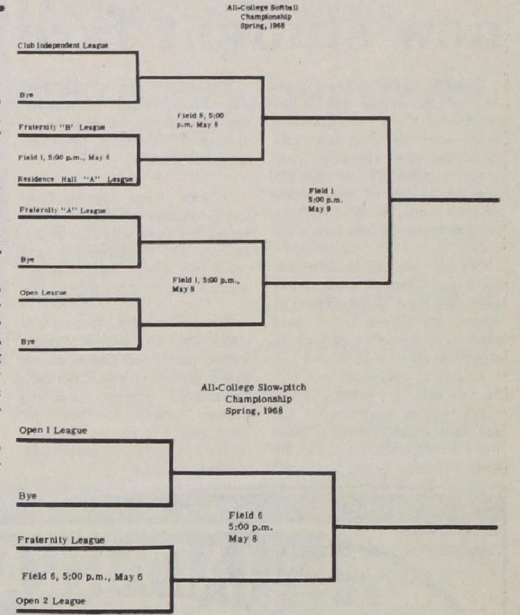 All-College Softball
Championship
Spring, 1968
Club Independent League
Bye
Fraternity "B' League
Field 1, 5:00 p.m., May 6
Residence Hall "A" League
Field 8, 5:00
p.m. May 8
Fraternity "A" League
Bye
Open League
Bye
Field 1, 5:00 p.m.,
May 8
Field 1
5:00 p.m.
May 9
All-College Slow-pitch
Championship
Spring, 1968
Open 1 League
Bye
Fraternity League
Field 6, 5:00 p.m., May 6
Open 2 League
Field 6
5:00 p.m.
May 8